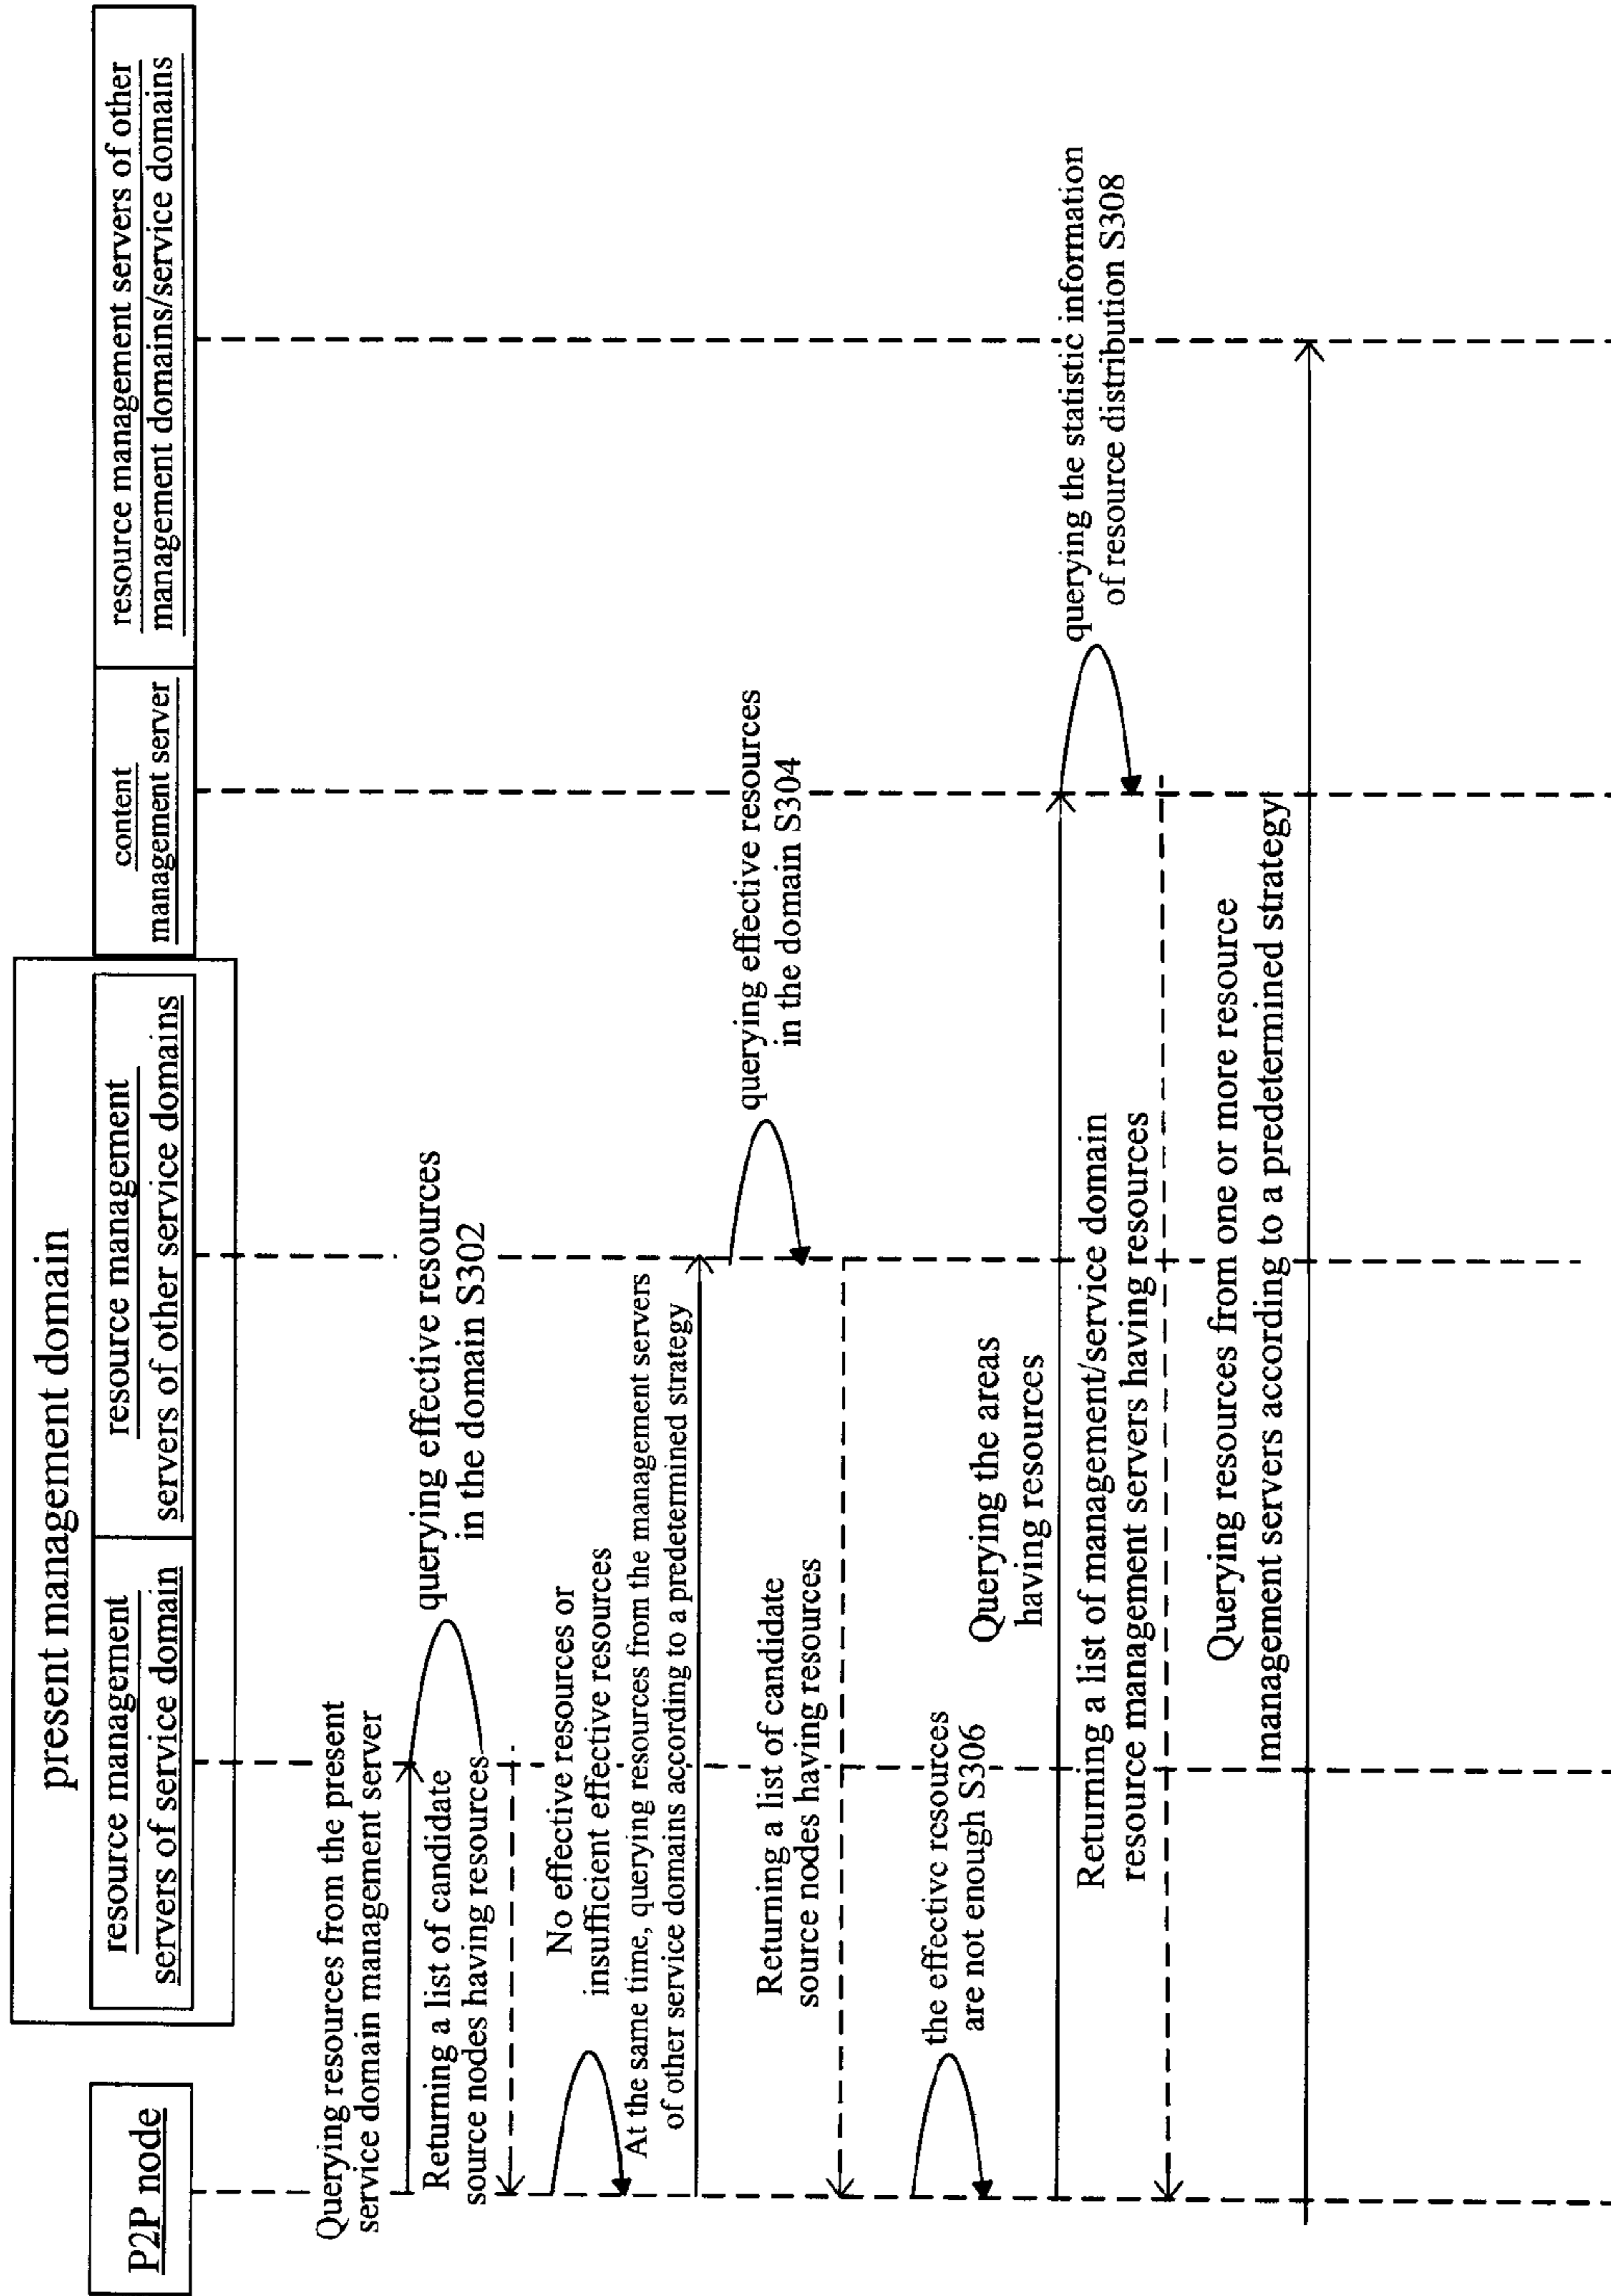 present management domain
P2P node
resource management
servers of service domain
resource management
servers of other service domains
content
management server
resource management servers of other
management domains/service domains
Querying resources from the present
service domain management server
querying effective resources
in the domain S302
Returning a list of candidate
source nodes having resources
No effective resources or
insufficient effective resources
At the same time, querying resources from the management servers
of other service domains according to a predetermined strategy
querying effective resources
in the domain S304
Returning a list of candidate
source nodes having resources
the effective resources
are not enough S306
Querying the areas
having resources
querying the statistic information
of resource distribution S308
Returning a list of management/service domain
resource management servers having resources
Querying resources from one or more resource
management servers according to a predetermined strategy